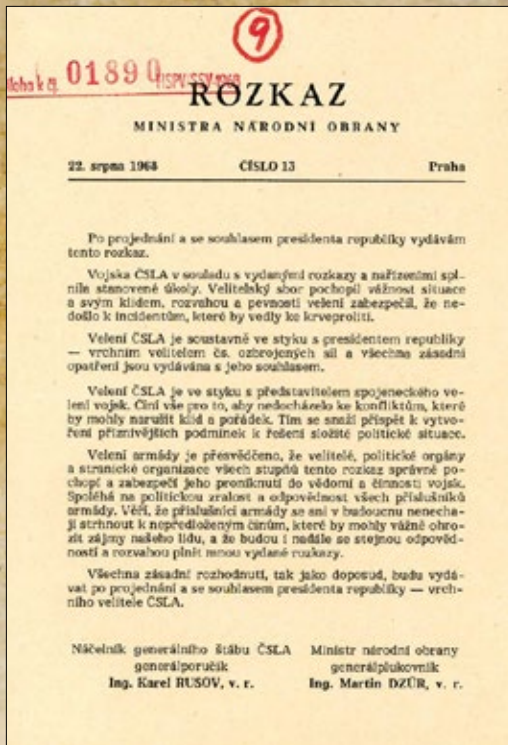 9
loha k čj. 01890
ROZKAZ
MINISTRA NÁRODNÍ OBRANY
22. srpna 1968 ČÍSLO 13 Praha
Po projednání a se souhlasem presidenta republiky vydávám
tento rozkaz.
Vojska ČSLA v souladu s vydanými rozkazy a nařízeními spl-
nila stanovené úkoly. Velitelský sbor pochopil vážnost situace
a svým klidem, rozvahou a pevností velení zabezpečil, že ne-
došlo k incidentům, které by vedly ke krveprolití.
Velení ČSLA je soustavně ve styku s presidentem republiky
— vrchním velitelem čs. ozbrojených sil a všechna zásadní
opatření jsou vydávána s jeho souhlasem.
Velení ČSLA je ve styku s představitelem spojeneckého ve-
lení vojsk. Činí vše pro to, aby nedocházelo ke konfliktům, které
by mohly narušit klid a pořádek. Tím se snaží přispět k vytvo-
ření příznivějších podmínek k řešení složité politické situace.
Velení armády je přesvědčeno, že velitelé, politické orgány
a stranické organizace všech stupňů tento rozkaz správně po-
chopí a zabezpečí jeho proniknutí do vědomí a činnosti vojsk.
Spoléhá na politickou zralost a odpovědnost všech příslušníků
armády. Věří, že příslušníci armády se ani v budoucnu nenecha-
jí strhnout k nepředloženým činům, které by mohly vážně ohro-
zit zájmy našeho lidu, a že budou i nadále se stejnou odpověd-
ností a rozvahou plnit mnou vydané rozkazy.
Všechna zásadní rozhodnutí, tak jako doposud, budu vydá-
vat po projednání a se souhlasem presidenta republiky — vrch-
ního velitele ČSLA.
Náčelník generálního štábu ČSLA Ministr národní obrany
generálporučík generálplukovník
Ing. Karel RUSOV, v. r. Ing. Martin DZÚR, v. r.